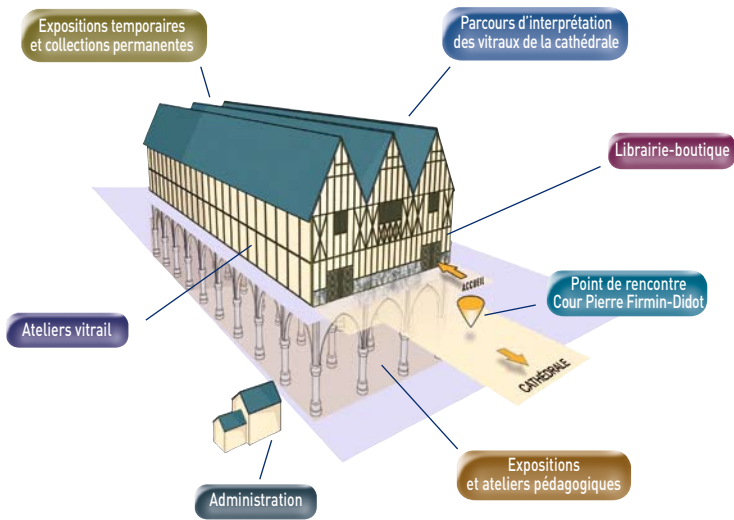 Expositions temporaires
et collections permanentes
Parcours d'interprétation
des vitraux de la cathédrale
Librairie-boutique
ACCUEIL
Point de rencontre
Cour Pierre Firmin-Didot
Ateliers vitrail
CATHÉDRALE
Expositions
et ateliers pédagogiques
Administration